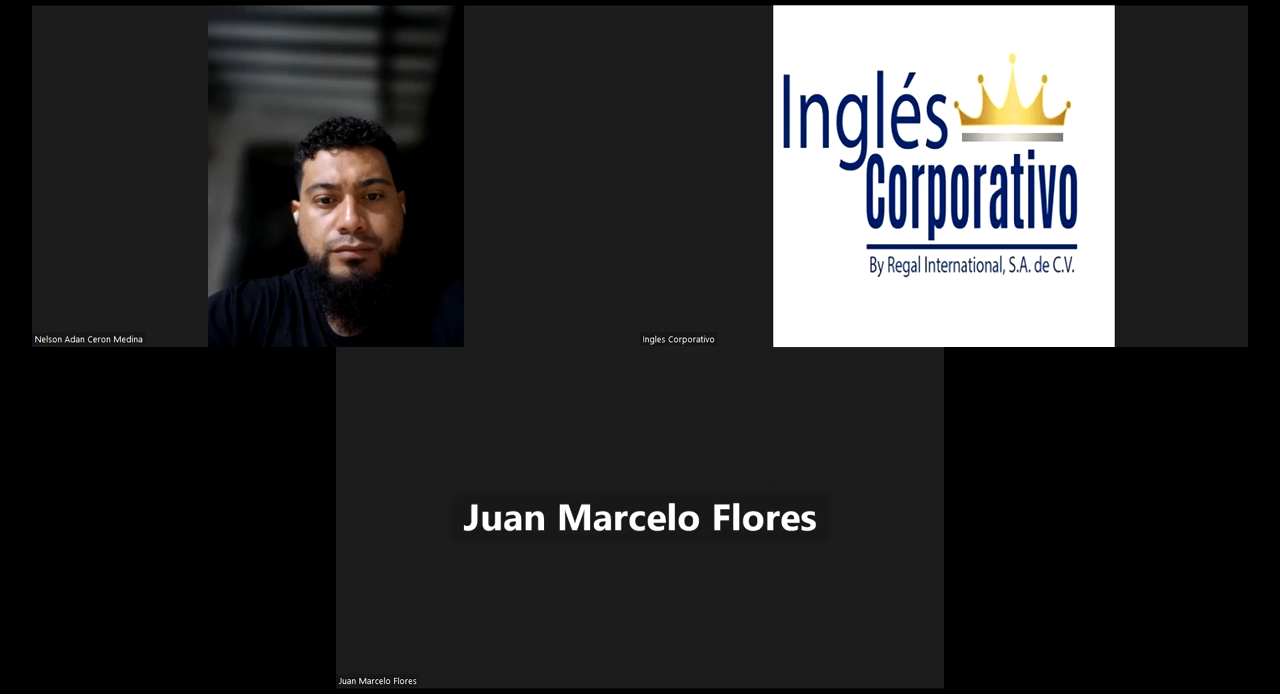 Inglés
Corporativo
By Regal International, S.A. de C.V.
Nelson Adan Ceron Medina
Ingles Corporativo
Juan Marcelo Flores
Juan Marcelo Flores